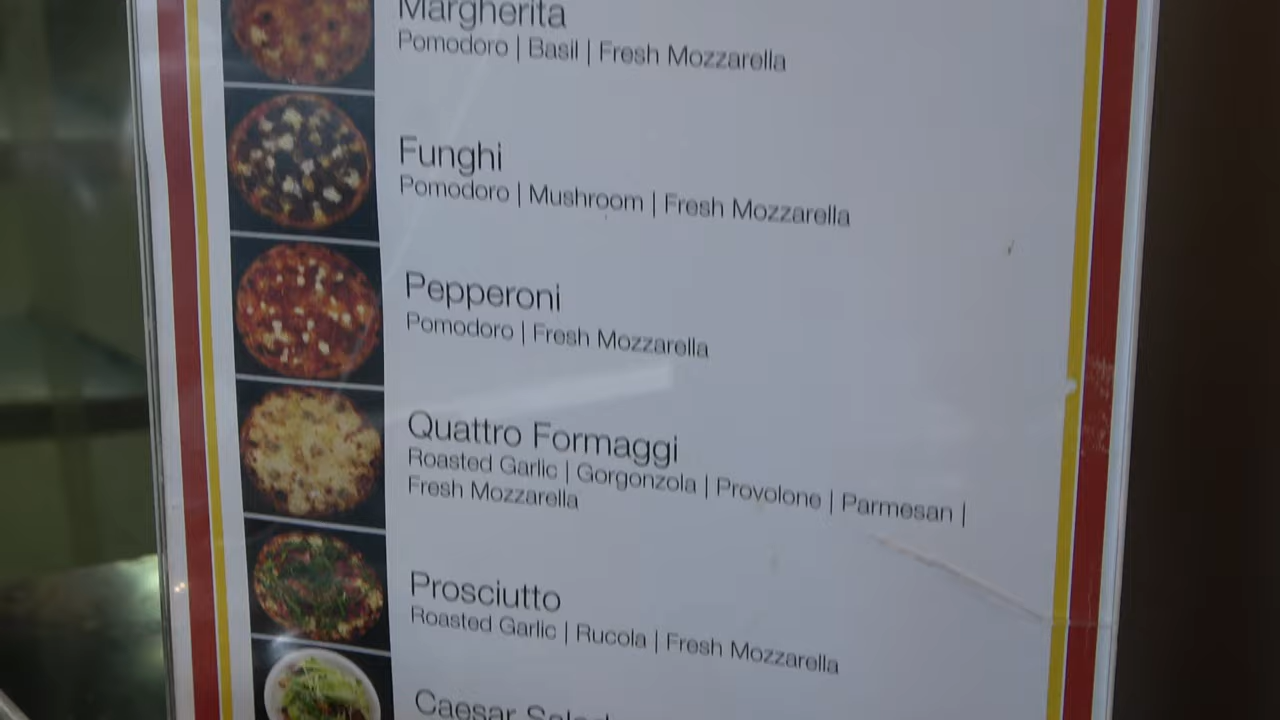 Margherita
Pomodoro | Basil | Fresh Mozzarella
Funghi
Pomodoro | Mushroom | Fresh Mozzarella
Pepperoni
Pomodoro | Fresh Mozzarella
Quattro Formaggi
Roasted Garlic | Gorgonzola | Provolone | Parmesan |
Fresh Mozzarella
Prosciutto
Roasted Garlic | Rucola | Fresh Mozzarella
Caesar Salad